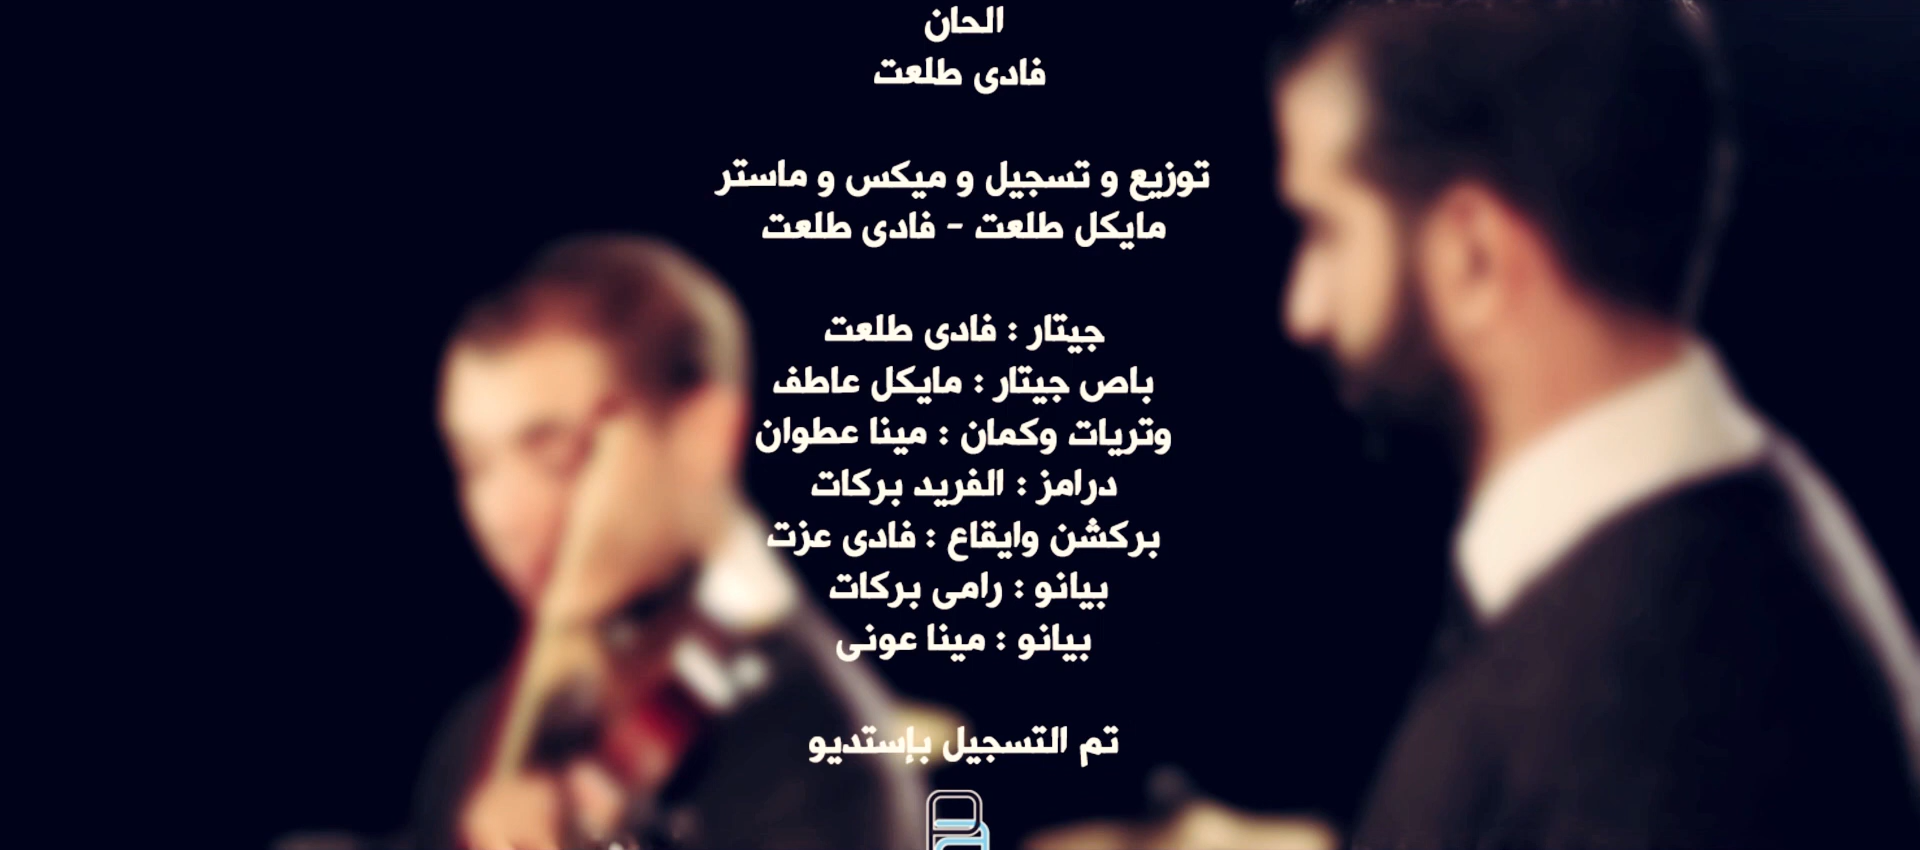 الحان
فادى طلعت
توزيع و تسجيل و ميكس و ماستر
مايكل طلعت - فادى طلعت
جيتار : فادى طلعت
باص جيتار : مايكل عاطف
وتريات وكمان : مينا عطوان
درامز : الفريد بركات
بركشن وايقاع : فادى عزت
بيانو : رامى بركات
بيانو : مينا عونى
تم التسجيل بإستديو